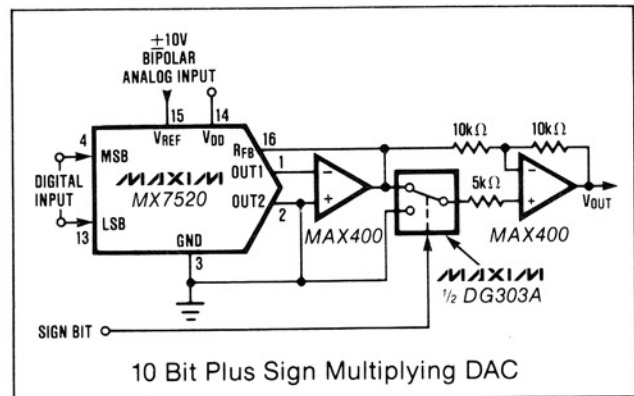 ±10V
BIPOLAR
ANALOG INPUT
4
15
14
MSB
VREF
VDD
RFB
16
10kΩ
10kΩ
MAXIM
OUT1
1
DIGITAL
INPUT
MX7520
OUT2
2
−
+
−
+
5kΩ
VOUT
13
LSB
GND
3
MAX400
MAX400
MAXIM
1/2 DG303A
SIGN BIT
10 Bit Plus Sign Multiplying DAC